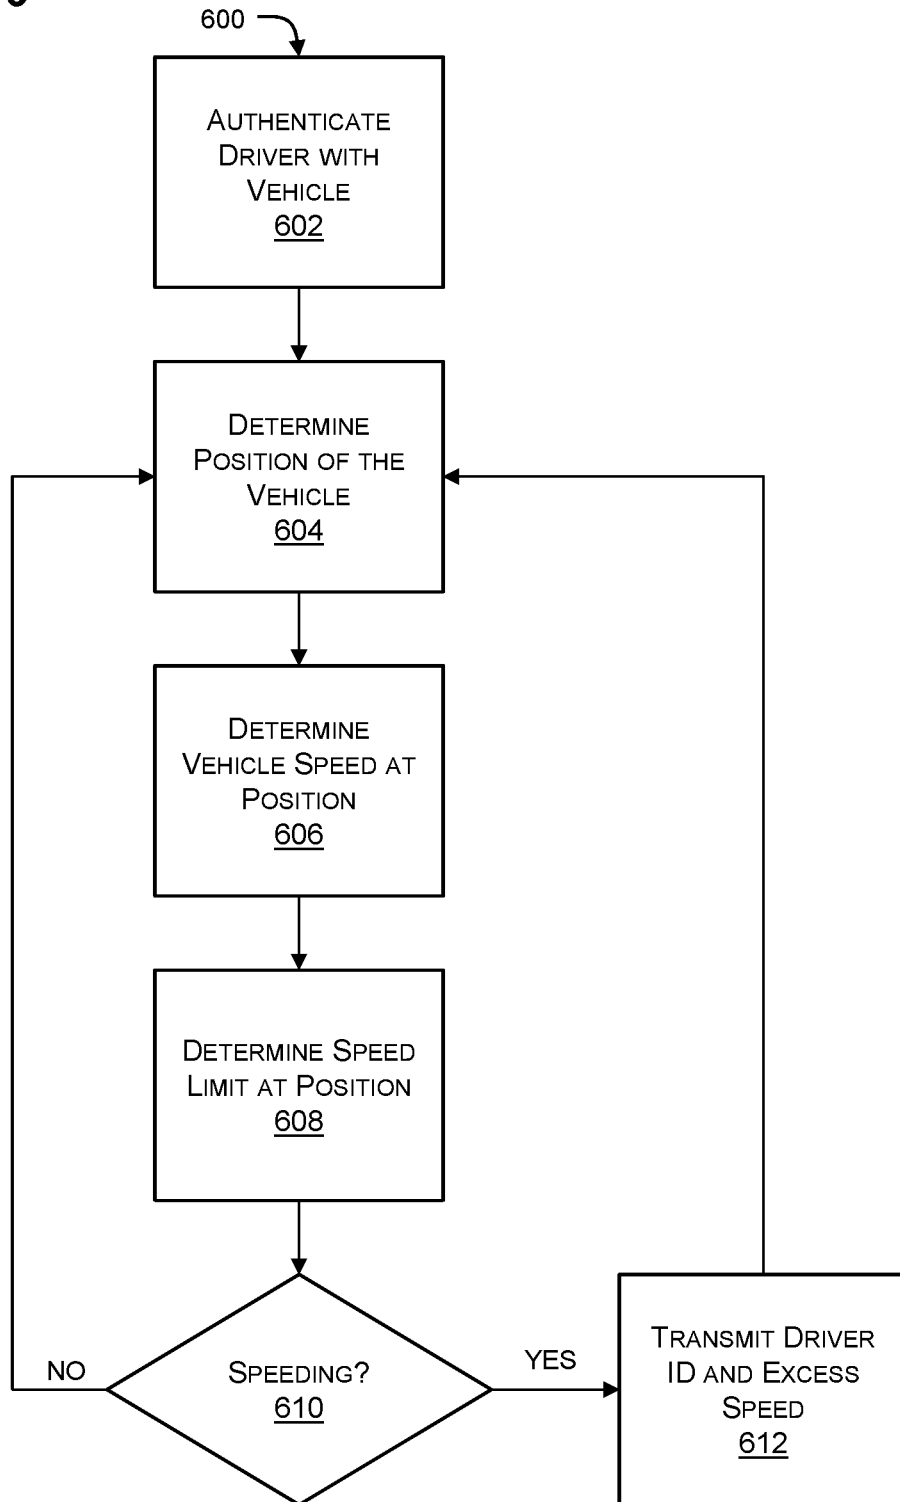 600
AUTHENTICATE
DRIVER WITH
VEHICLE
602
DETERMINE
POSITION OF THE
VEHICLE
604
DETERMINE
VEHICLE SPEED AT
POSITION
606
DETERMINE SPEED
LIMIT AT POSITION
608
NO
SPEEDING?
610
YES
TRANSMIT DRIVER
ID AND EXCESS
SPEED
612